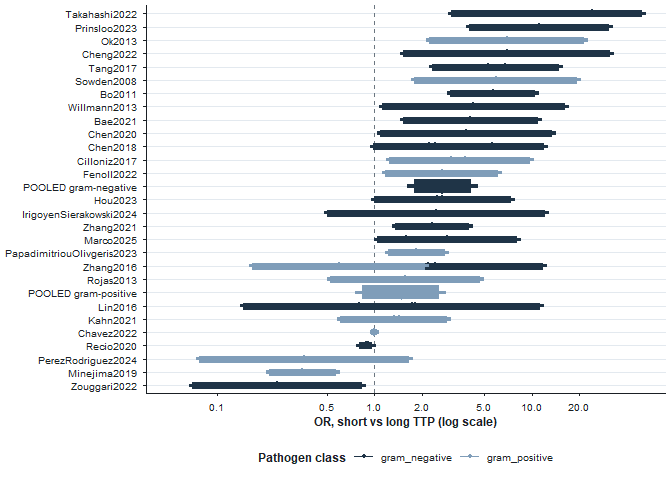 Takahashi2022
Prinsloo2023
Ok2013
Cheng2022
Tang2017
Sowden2008
Bo2011
Willmann2013
Bae2021
Chen2020
Chen2018
Cilloniz2017
Fenoll2022
POOLED gram-negative
Hou2023
IrigoyenSierakowski2024
Zhang2021
Marco2025
PapadimitriouOlivgeris2023
Zhang2016
Rojas2013
POOLED gram-positive
Lin2016
Kahn2021
Chavez2022
Recio2020
PerezRodriguez2024
Minejima2019
Zouggari2022
0.1 0.5 1.0 2.0 5.0 10.0 20.0
OR, short vs long TTP (log scale)
Pathogen class gram_negative gram_positive